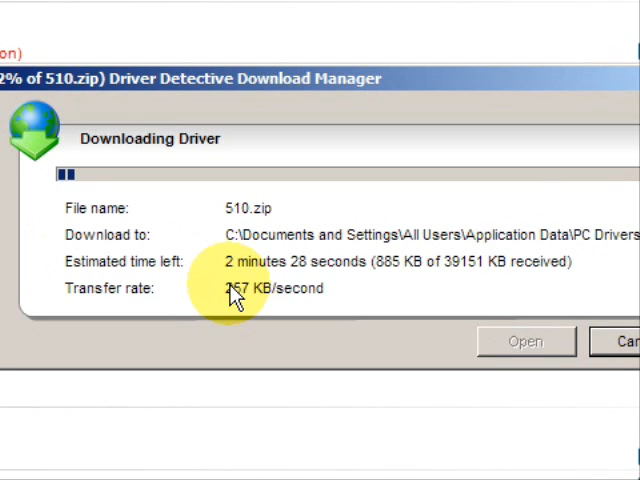 on)
2% of 510.zip) Driver Detective Download Manager
Downloading Driver
File name: 510.zip
Download to: C:\Documents and Settings\All Users\Application Data\PC Drivers
Estimated time left: 2 minutes 28 seconds (885 KB of 39151 KB received)
Transfer rate: 257 KB/second
Open Can